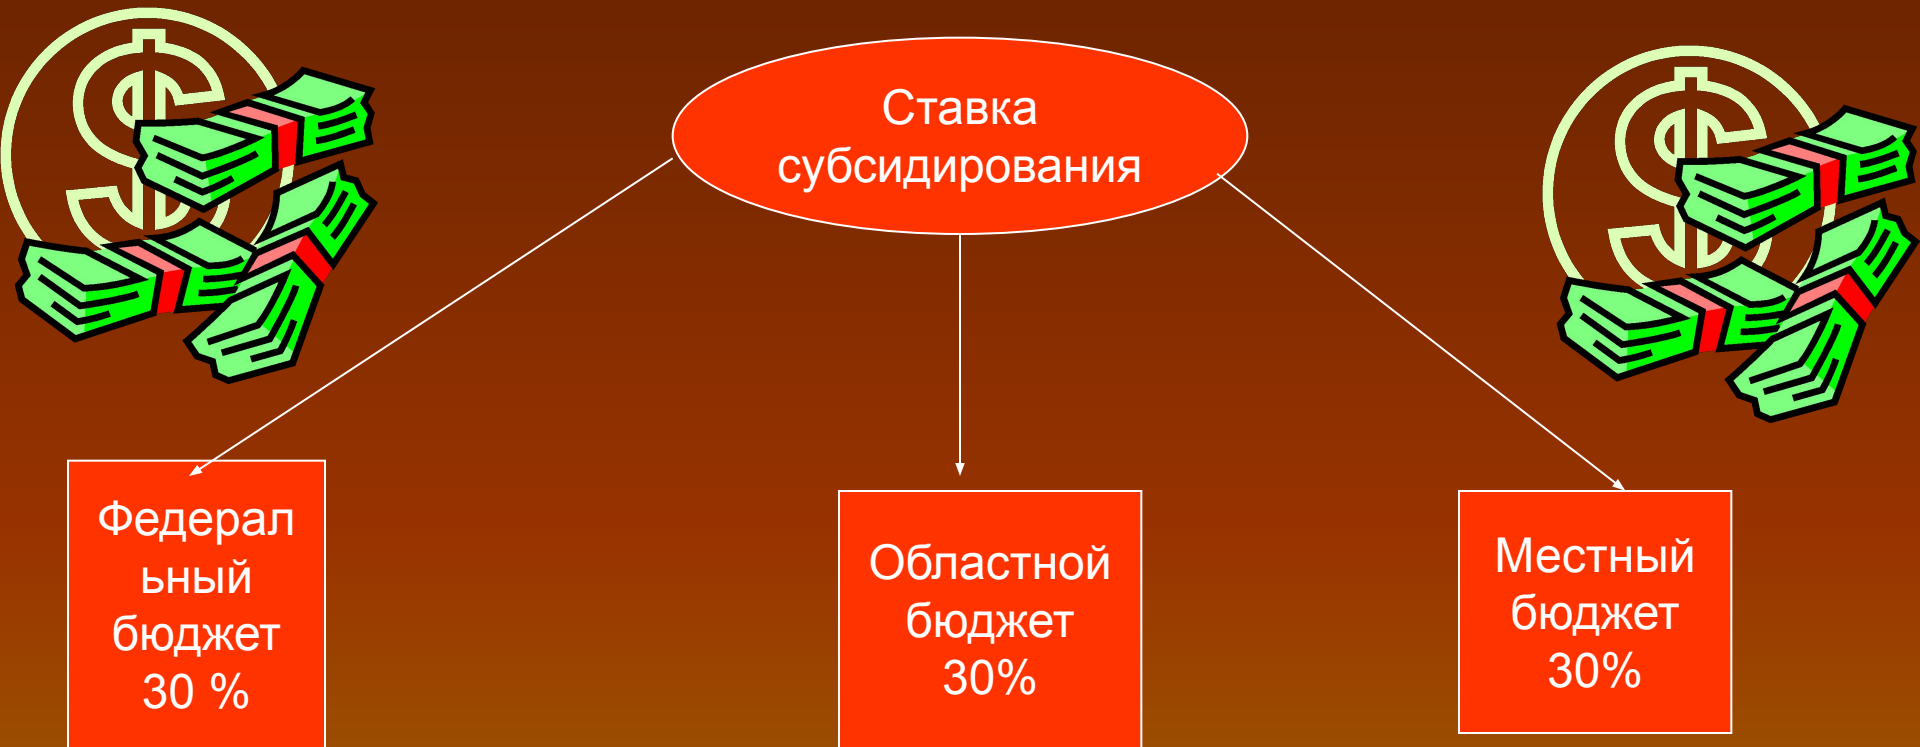 Ставка
субсидирования
Федерал
ьный
бюджет
30 %
Областной
бюджет
30%
Местный
бюджет
30%